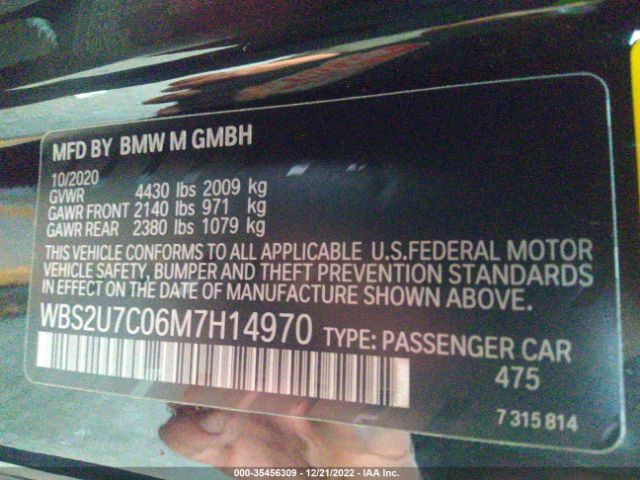 MFD BY BMW M GMBH
10/2020
GVWR 4430 lbs 2009 kg
GAWR FRONT 2140 lbs 971 kg
GAWR REAR 2380 lbs 1079 kg
THIS VEHICLE CONFORMS TO ALL APPLICABLE U.S.FEDERAL MOTOR
VEHICLE SAFETY, BUMPER AND THEFT PREVENTION STANDARDS
IN EFFECT ON THE DATE OF MANUFACTURE SHOWN ABOVE.
WBS2U7C06M7H14970 TYPE: PASSENGER CAR
475
7 315 814
000-35456309 - 12/21/2022 - IAA Inc.